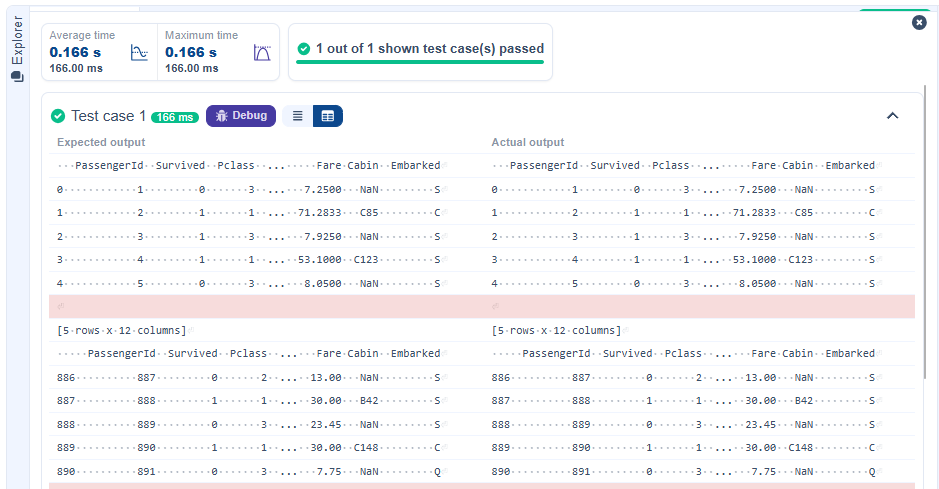 Explorer
Average time
0.166 s
166.00 ms
Maximum time
0.166 s
166.00 ms
1 out of 1 shown test case(s) passed
Test case 1 166 ms Debug
Expected output Actual output
···PassengerId··Survived··Pclass··...·····Fare·Cabin··Embarked ···PassengerId··Survived··Pclass··...·····Fare·Cabin··Embarked
0············1·········0·······3··...···7.2500···NaN·········S 0············1·········0·······3··...···7.2500···NaN·········S
1············2·········1·······1··...··71.2833···C85·········C 1············2·········1·······1··...··71.2833···C85·········C
2············3·········1·······3··...···7.9250···NaN·········S 2············3·········1·······3··...···7.9250···NaN·········S
3············4·········1·······1··...··53.1000··C123·········S 3············4·········1·······1··...··53.1000··C123·········S
4············5·········0·······3··...···8.0500···NaN·········S 4············5·········0·······3··...···8.0500···NaN·········S
[5·rows·x·12·columns] [5·rows·x·12·columns]
·····PassengerId··Survived··Pclass··...···Fare·Cabin··Embarked ·····PassengerId··Survived··Pclass··...···Fare·Cabin··Embarked
886··········887·········0·······2··...··13.00···NaN·········S 886··········887·········0·······2··...··13.00···NaN·········S
887··········888·········1·······1··...··30.00···B42·········S 887··········888·········1·······1··...··30.00···B42·········S
888··········889·········0·······3··...··23.45···NaN·········S 888··········889·········0·······3··...··23.45···NaN·········S
889··········890·········1·······1··...··30.00··C148·········C 889··········890·········1·······1··...··30.00··C148·········C
890··········891·········0·······3··...···7.75···NaN·········Q 890··········891·········0·······3··...···7.75···NaN·········Q